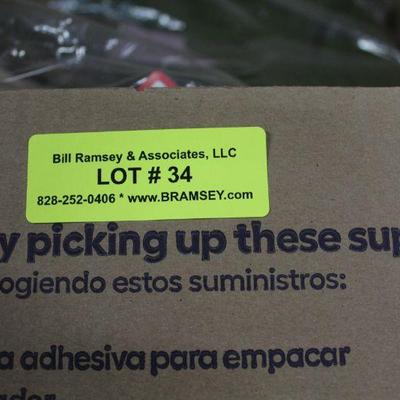 Bill Ramsey & Associates, LLC
LOT # 34
828-252-0406 * www.BRAMSEY.com
y picking up these sup
ogiendo estos suministros:
a adhesiva para empacar
ador